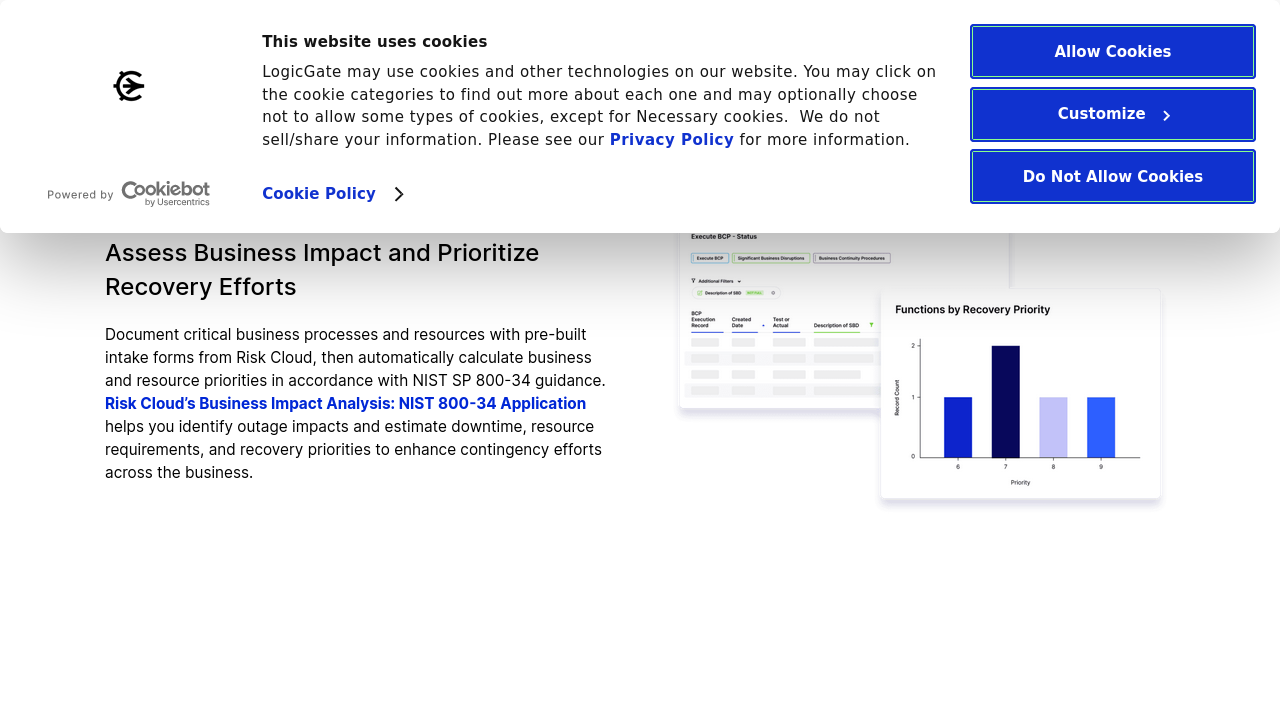 This website uses cookies
LogicGate may use cookies and other technologies on our website. You may click on
the cookie categories to find out more about each one and may optionally choose
not to allow some types of cookies, except for Necessary cookies.  We do not
sell/share your information. Please see our Privacy Policy for more information.
Cookie Policy
Powered by Cookiebot
by Usercentrics
Allow Cookies
Customize
Do Not Allow Cookies
Assess Business Impact and Prioritize
Recovery Efforts
Document critical business processes and resources with pre-built
intake forms from Risk Cloud, then automatically calculate business
and resource priorities in accordance with NIST SP 800-34 guidance.
Risk Cloud's Business Impact Analysis: NIST 800-34 Application
helps you identify outage impacts and estimate downtime, resource
requirements, and recovery priorities to enhance contingency efforts
across the business.
Execute BCP - Status
Execute BCP
Significant Business Disruptions
Business Continuity Procedures
Additional Filters
Description of SBD
BCP
Execution
Record
Created
Date
Test or
Actual
Description of SBD
Functions by Recovery Priority
Record Count
2
1
0
6
7
8
9
Priority